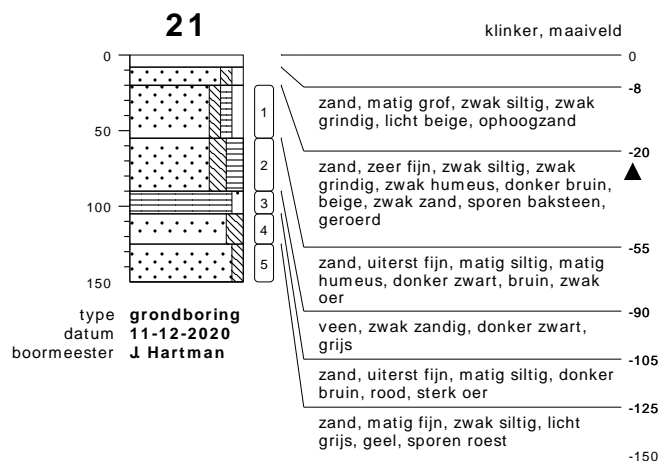 21
klinker, maaiveld
0
50
100
150
1
2
3
4
5
0
-8
zand, matig grof, zwak siltig, zwak
grindig, licht beige, ophoogzand
-20
zand, zeer fijn, zwak siltig, zwak
grindig, zwak humeus, donker bruin,
beige, zwak zand, sporen baksteen,
geroerd
-55
zand, uiterst fijn, matig siltig, matig
humeus, donker zwart, bruin, zwak
oer
-90
veen, zwak zandig, donker zwart,
grijs
-105
zand, uiterst fijn, matig siltig, donker
bruin, rood, sterk oer
-125
zand, matig fijn, zwak siltig, licht
grijs, geel, sporen roest
-150
type grondboring
datum 11-12-2020
boormeester J. Hartman